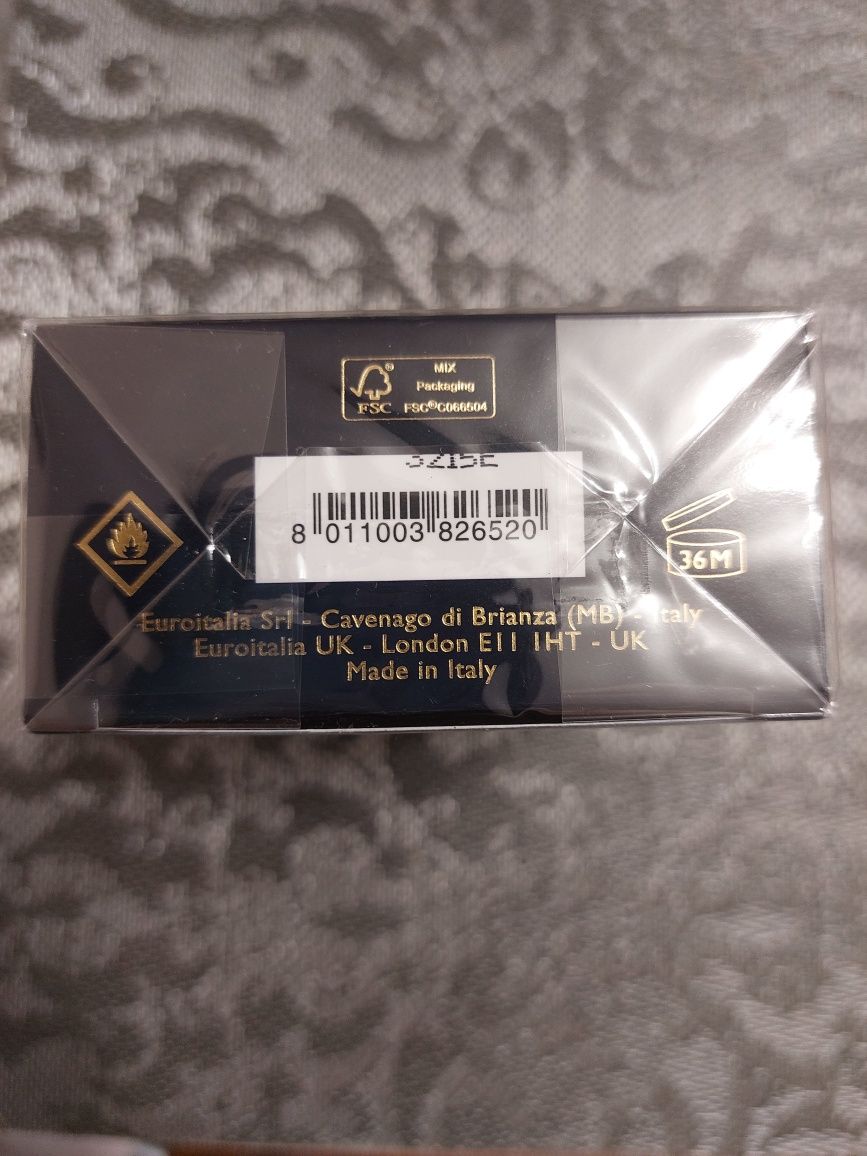 MIX
Packaging
FSC® FSC®C066504
8 011003 826520
36M
Euroitalia Srl - Cavenago di Brianza (MB) - Italy
Euroitalia UK - London E11 1HT - UK
Made in Italy